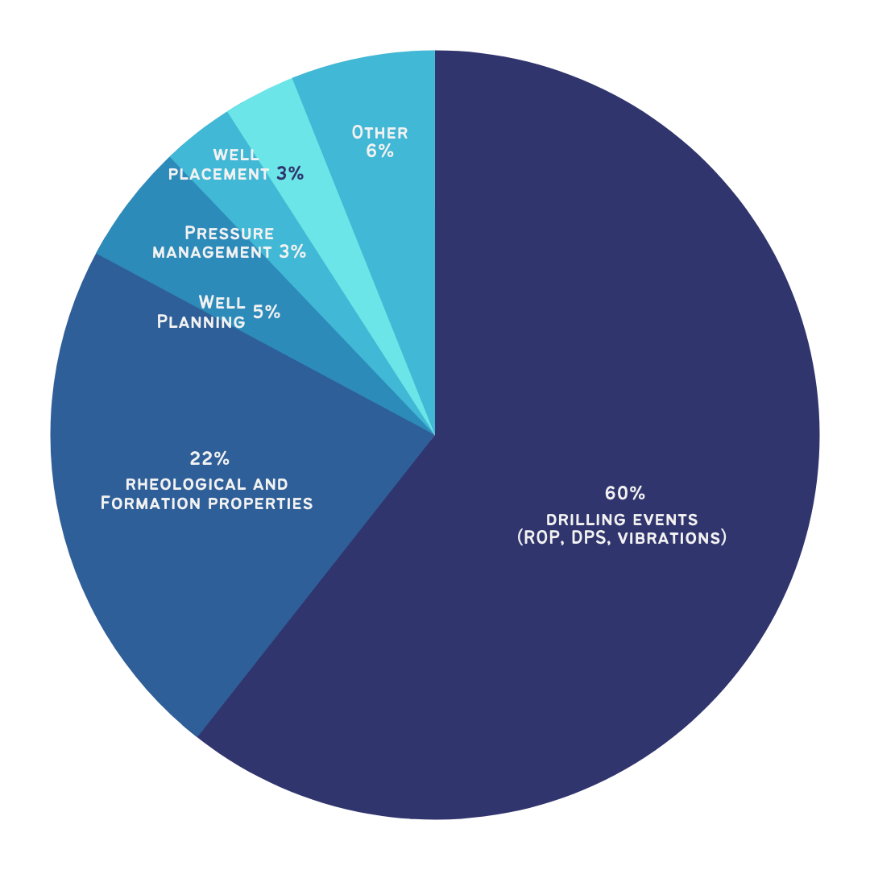 Other
6%
Well
Placement 3%
Pressure
Management 3%
Well
Planning 5%
22%
Rheological and
Formation properties
60%
Drilling events
(ROP, DPS, vibrations)